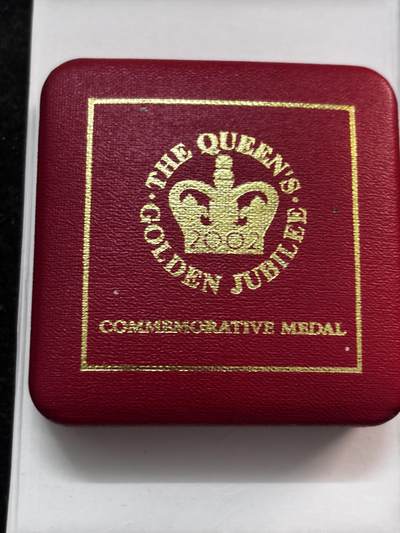 THE QUEEN'S
2002
· GOLDEN JUBILEE ·
COMMEMORATIVE MEDAL